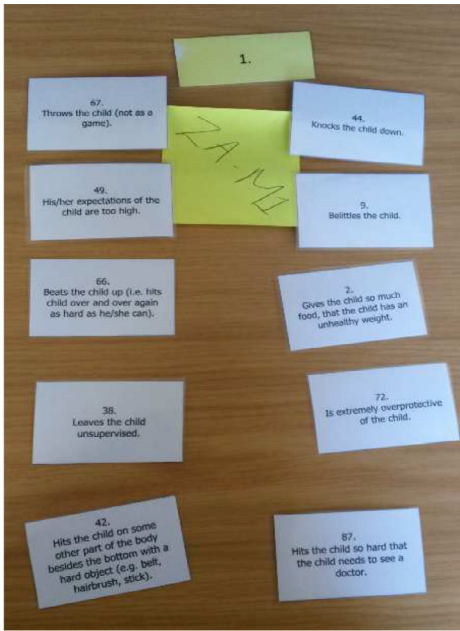 1.
ZA-MI
67.
Throws the child (not as a
game).
44.
Knocks the child down.
49.
His/her expectations of the
child are too high.
9.
Belittles the child.
66.
Beats the child up (i.e. hits
child over and over again
as hard as he/she can).
2.
Gives the child so much
food, that the child has an
unhealthy weight.
38.
Leaves the child
unsupervised.
72.
Is extremely overprotective
of the child.
42.
Hits the child on some
other part of the body
besides the bottom with a
hard object (e.g. belt,
hairbrush, stick).
87.
Hits the child so hard that
the child needs to see a
doctor.